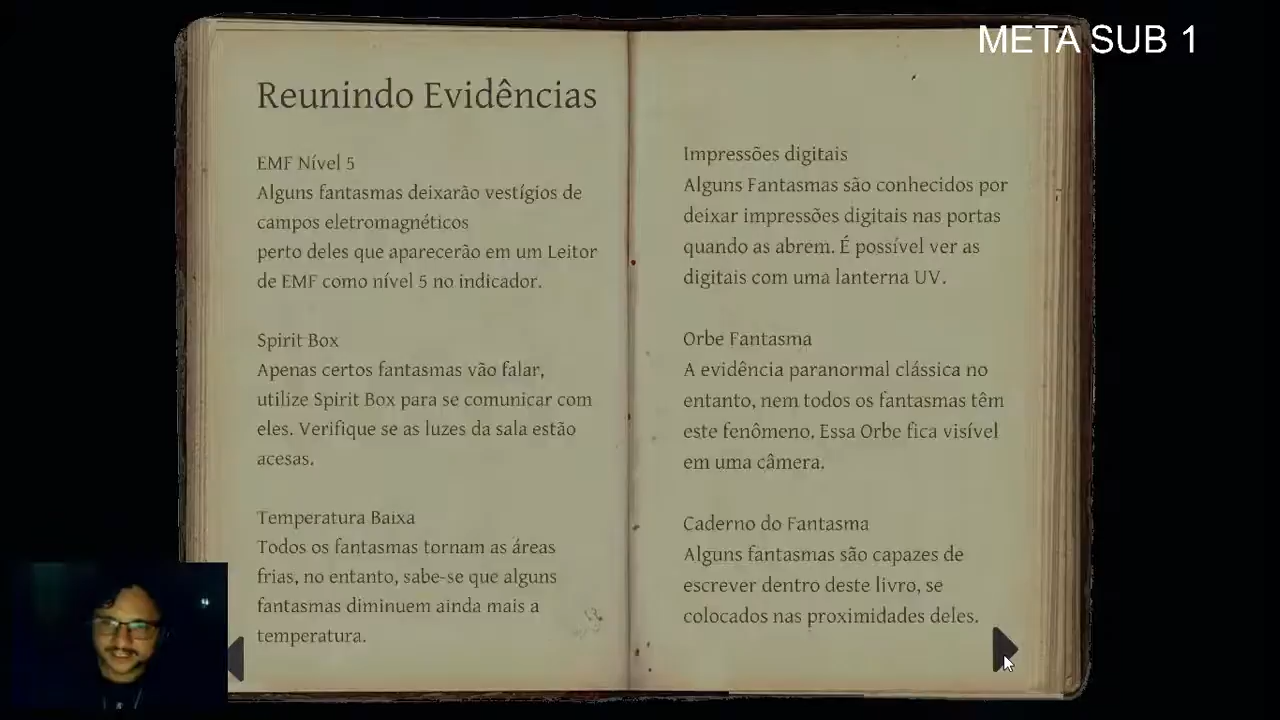 META SUB 1
Reunindo Evidências
EMF Nível 5
Alguns fantasmas deixarão vestígios de
campos eletromagnéticos
perto deles que aparecerão em um Leitor
de EMF como nível 5 no indicador.
Spirit Box
Apenas certos fantasmas vão falar,
utilize Spirit Box para se comunicar com
eles. Verifique se as luzes da sala estão
acesas.
Temperatura Baixa
Todos os fantasmas tornam as áreas
frias, no entanto, sabe-se que alguns
fantasmas diminuem ainda mais a
temperatura.
Impressões digitais
Alguns Fantasmas são conhecidos por
deixar impressões digitais nas portas
quando as abrem. É possível ver as
digitais com uma lanterna UV.
Orbe Fantasma
A evidência paranormal clássica no
entanto, nem todos os fantasmas têm
este fenômeno. Essa Orbe fica visível
em uma câmera.
Caderno do Fantasma
Alguns fantasmas são capazes de
escrever dentro deste livro, se
colocados nas proximidades deles.